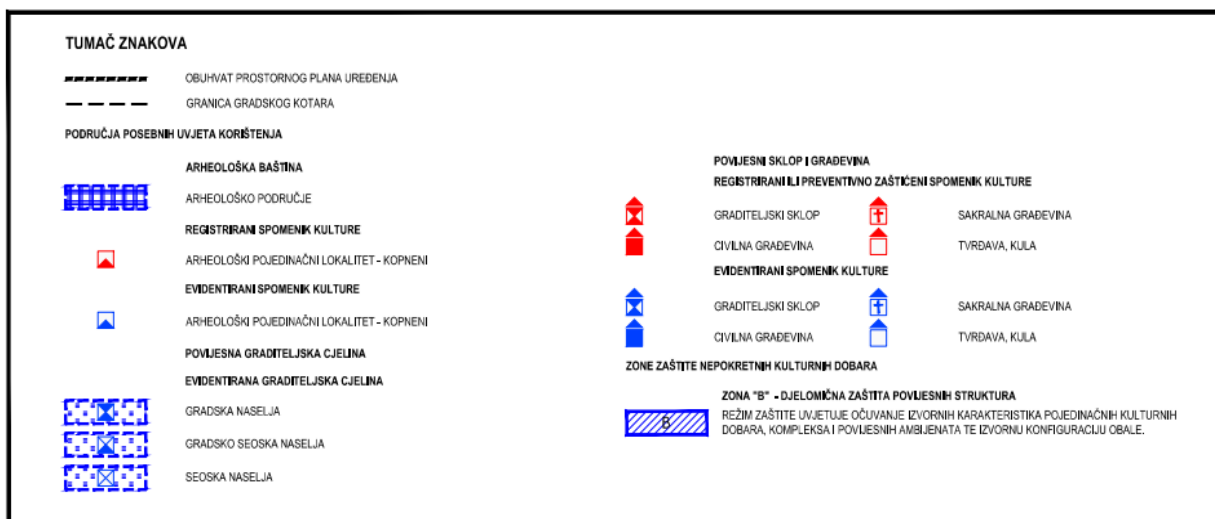 TUMAČ ZNAKOVA
OBUHVAT PROSTORNOG PLANA UREĐENJA
GRANICA GRADSKOG KOTARA
PODRUČJA POSEBNIH UVJETA KORIŠTENJA
ARHEOLOŠKA BAŠTINA
ARHEOLOŠKO PODRUČJE
REGISTRIRANI SPOMENIK KULTURE
ARHEOLOŠKI POJEDINAČNI LOKALITET - KOPNENI
EVIDENTIRANI SPOMENIK KULTURE
ARHEOLOŠKI POJEDINAČNI LOKALITET - KOPNENI
POVIJESNA GRADITELJSKA CJELINA
EVIDENTIRANA GRADITELJSKA CJELINA
GRADSKA NASELJA
GRADSKO SEOSKA NASELJA
SEOSKA NASELJA
POVIJESNI SKLOP I GRAĐEVINA
REGISTRIRANI ILI PREVENTIVNO ZAŠTIĆENI SPOMENIK KULTURE
GRADITELJSKI SKLOP SAKRALNA GRAĐEVINA
CIVILNA GRAĐEVINA TVRĐAVA, KULA
EVIDENTIRANI SPOMENIK KULTURE
GRADITELJSKI SKLOP SAKRALNA GRAĐEVINA
CIVILNA GRAĐEVINA TVRĐAVA, KULA
ZONE ZAŠTITE NEPOKRETNIH KULTURNIH DOBARA
ZONA "B" - DJELOMIČNA ZAŠTITA POVIJESNIH STRUKTURA
B
REŽIM ZAŠTITE UVJETUJE OČUVANJE IZVORNIH KARAKTERISTIKA POJEDINAČNIH KULTURNIH
DOBARA, KOMPLEKSA I POVIJESNIH AMBIJENATA TE IZVORNU KONFIGURACIJU OBALE.